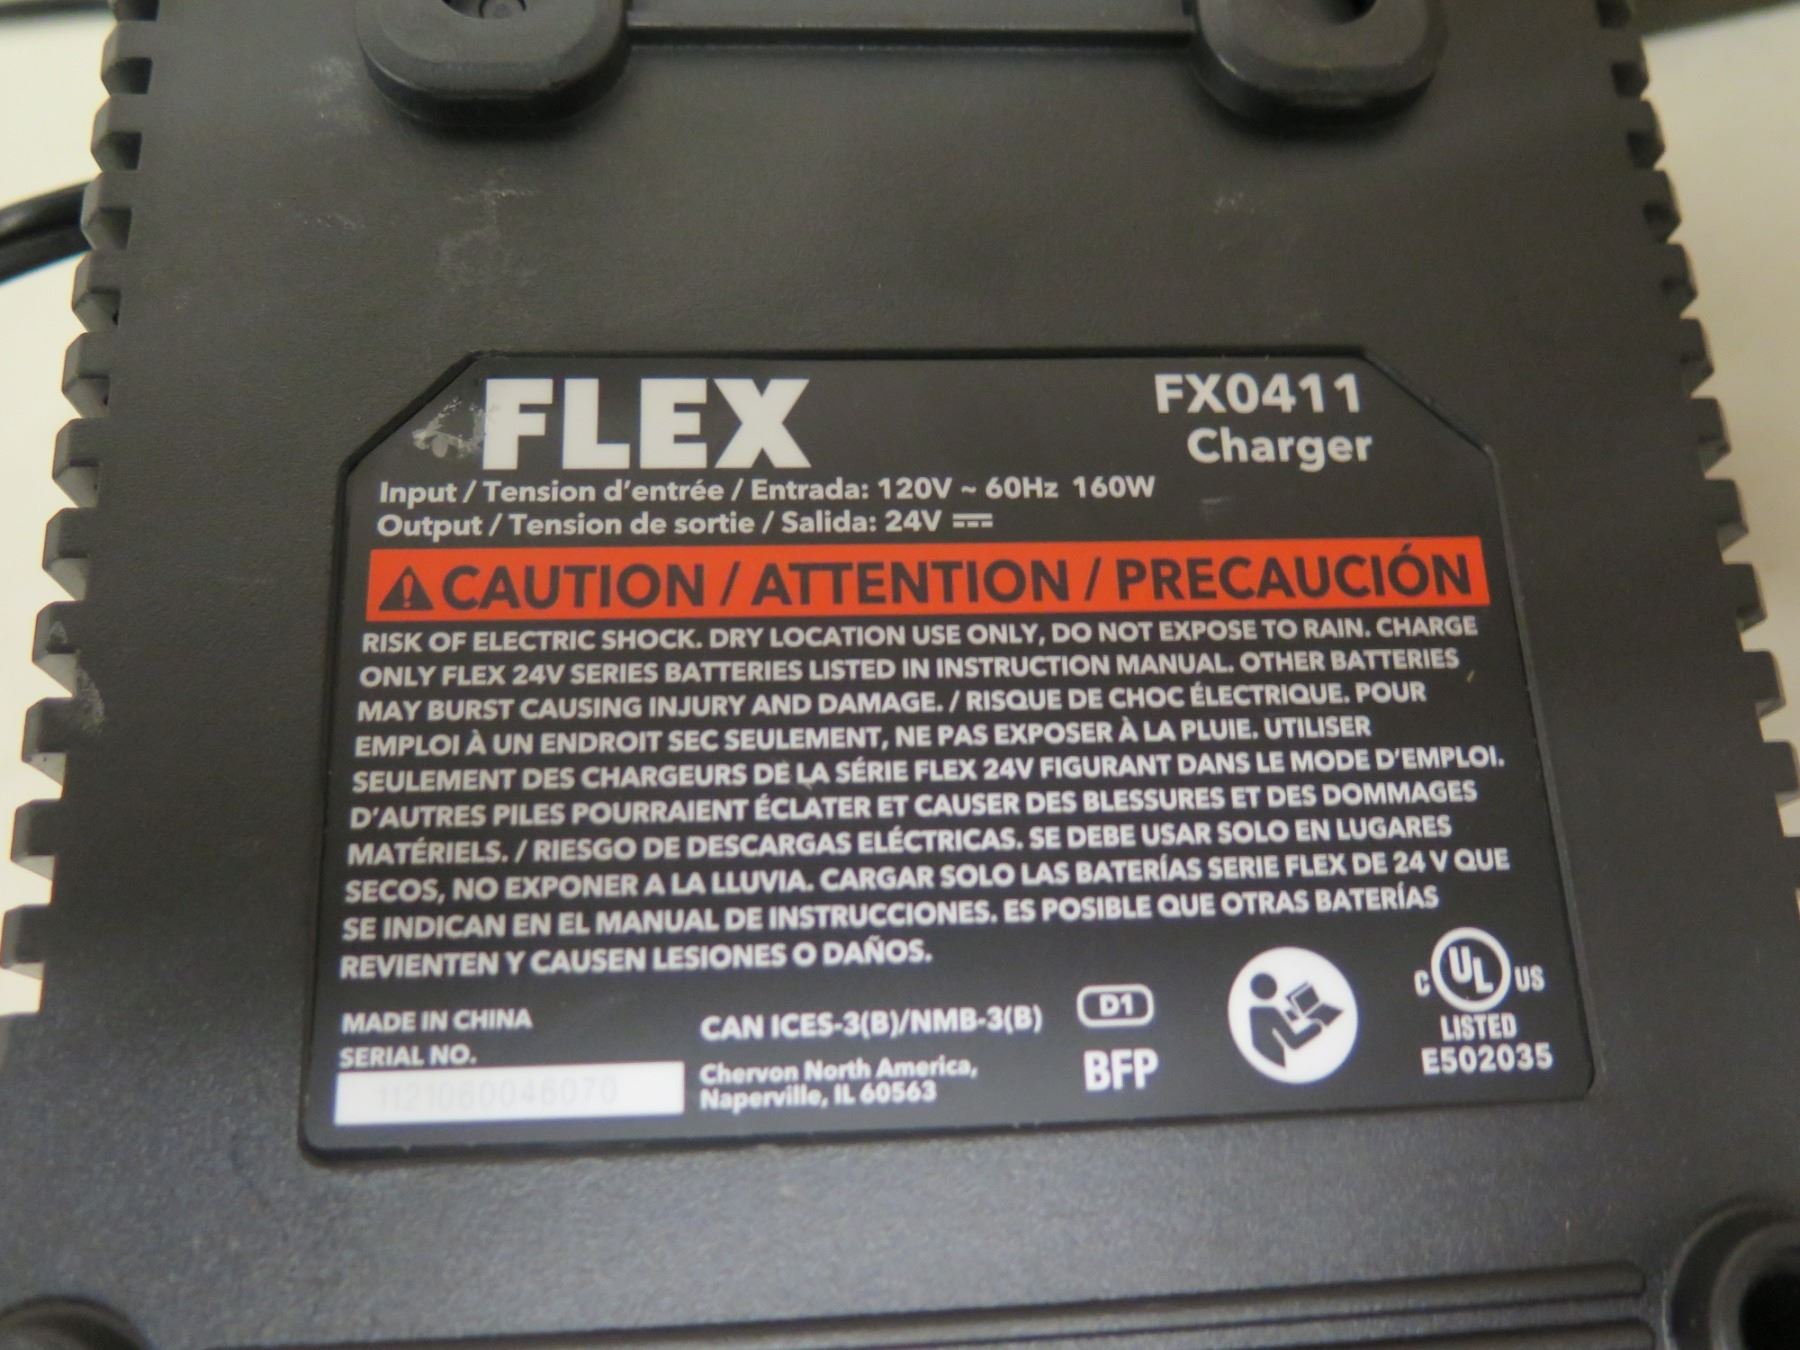 FLEX
FX0411
Charger
Input / Tension d'entrée / Entrada: 120V ~ 60Hz 160W
Output / Tension de sortie / Salida: 24V ⎓
CAUTION / ATTENTION / PRECAUCIÓN
RISK OF ELECTRIC SHOCK. DRY LOCATION USE ONLY, DO NOT EXPOSE TO RAIN. CHARGE
ONLY FLEX 24V SERIES BATTERIES LISTED IN INSTRUCTION MANUAL. OTHER BATTERIES
MAY BURST CAUSING INJURY AND DAMAGE. / RISQUE DE CHOC ÉLECTRIQUE. POUR
EMPLOI À UN ENDROIT SEC SEULEMENT, NE PAS EXPOSER À LA PLUIE. UTILISER
SEULEMENT DES CHARGEURS DE LA SÉRIE FLEX 24V FIGURANT DANS LE MODE D'EMPLOI.
D'AUTRES PILES POURRAIENT ÉCLATER ET CAUSER DES BLESSURES ET DES DOMMAGES
MATÉRIELS. / RIESGO DE DESCARGAS ELÉCTRICAS. SE DEBE USAR SOLO EN LUGARES
SECOS, NO EXPONER A LA LLUVIA. CARGAR SOLO LAS BATERÍAS SERIE FLEX DE 24 V QUE
SE INDICAN EN EL MANUAL DE INSTRUCCIONES. ES POSIBLE QUE OTRAS BATERÍAS
REVIENTEN Y CAUSEN LESIONES O DAÑOS.
MADE IN CHINA
SERIAL NO.
1121060046070
CAN ICES-3(B)/NMB-3(B)
Chervon North America,
Naperville, IL 60563
D1
BFP
C UL US
LISTED
E502035